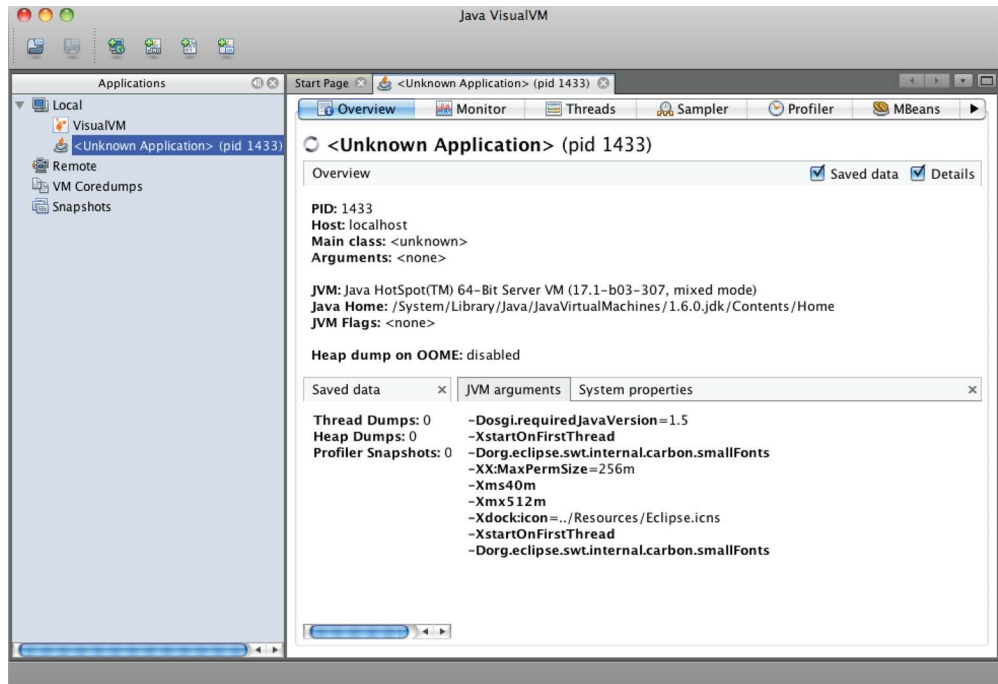 Java VisualVM
Applications
Local
VisualVM
<Unknown Application> (pid 1433)
Remote
VM Coredumps
Snapshots
Start Page
<Unknown Application> (pid 1433)
Overview
Monitor
Threads
Sampler
Profiler
MBeans
<Unknown Application> (pid 1433)
Overview
Saved data
Details
PID: 1433
Host: localhost
Main class: <unknown>
Arguments: <none>
JVM: Java HotSpot(TM) 64-Bit Server VM (17.1-b03-307, mixed mode)
Java Home: /System/Library/Java/JavaVirtualMachines/1.6.0.jdk/Contents/Home
JVM Flags: <none>
Heap dump on OOME: disabled
Saved data
JVM arguments
System properties
Thread Dumps: 0
Heap Dumps: 0
Profiler Snapshots: 0
-Dosgi.requiredJavaVersion=1.5
-XstartOnFirstThread
-Dorg.eclipse.swt.internal.carbon.smallFonts
-XX:MaxPermSize=256m
-Xms40m
-Xmx512m
-Xdock:icon=../Resources/Eclipse.icns
-XstartOnFirstThread
-Dorg.eclipse.swt.internal.carbon.smallFonts